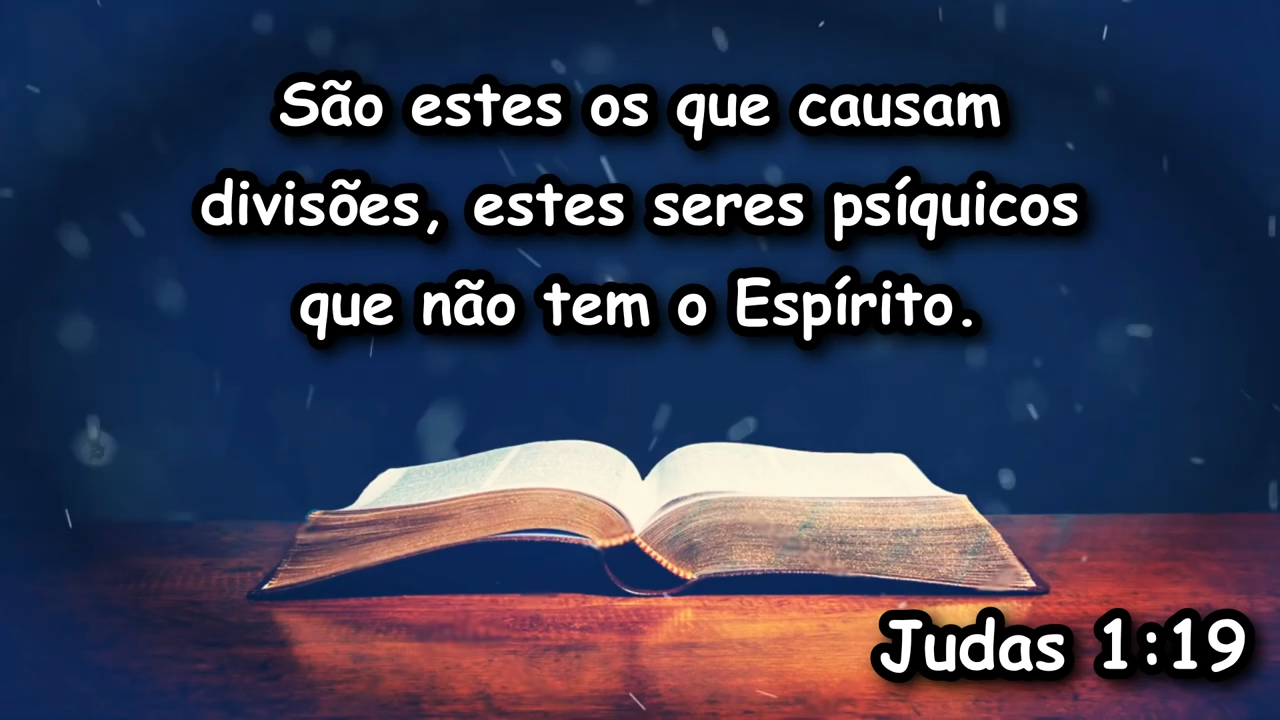 São estes os que causam
divisões, estes seres psíquicos
que não tem o Espírito.
Judas 1:19